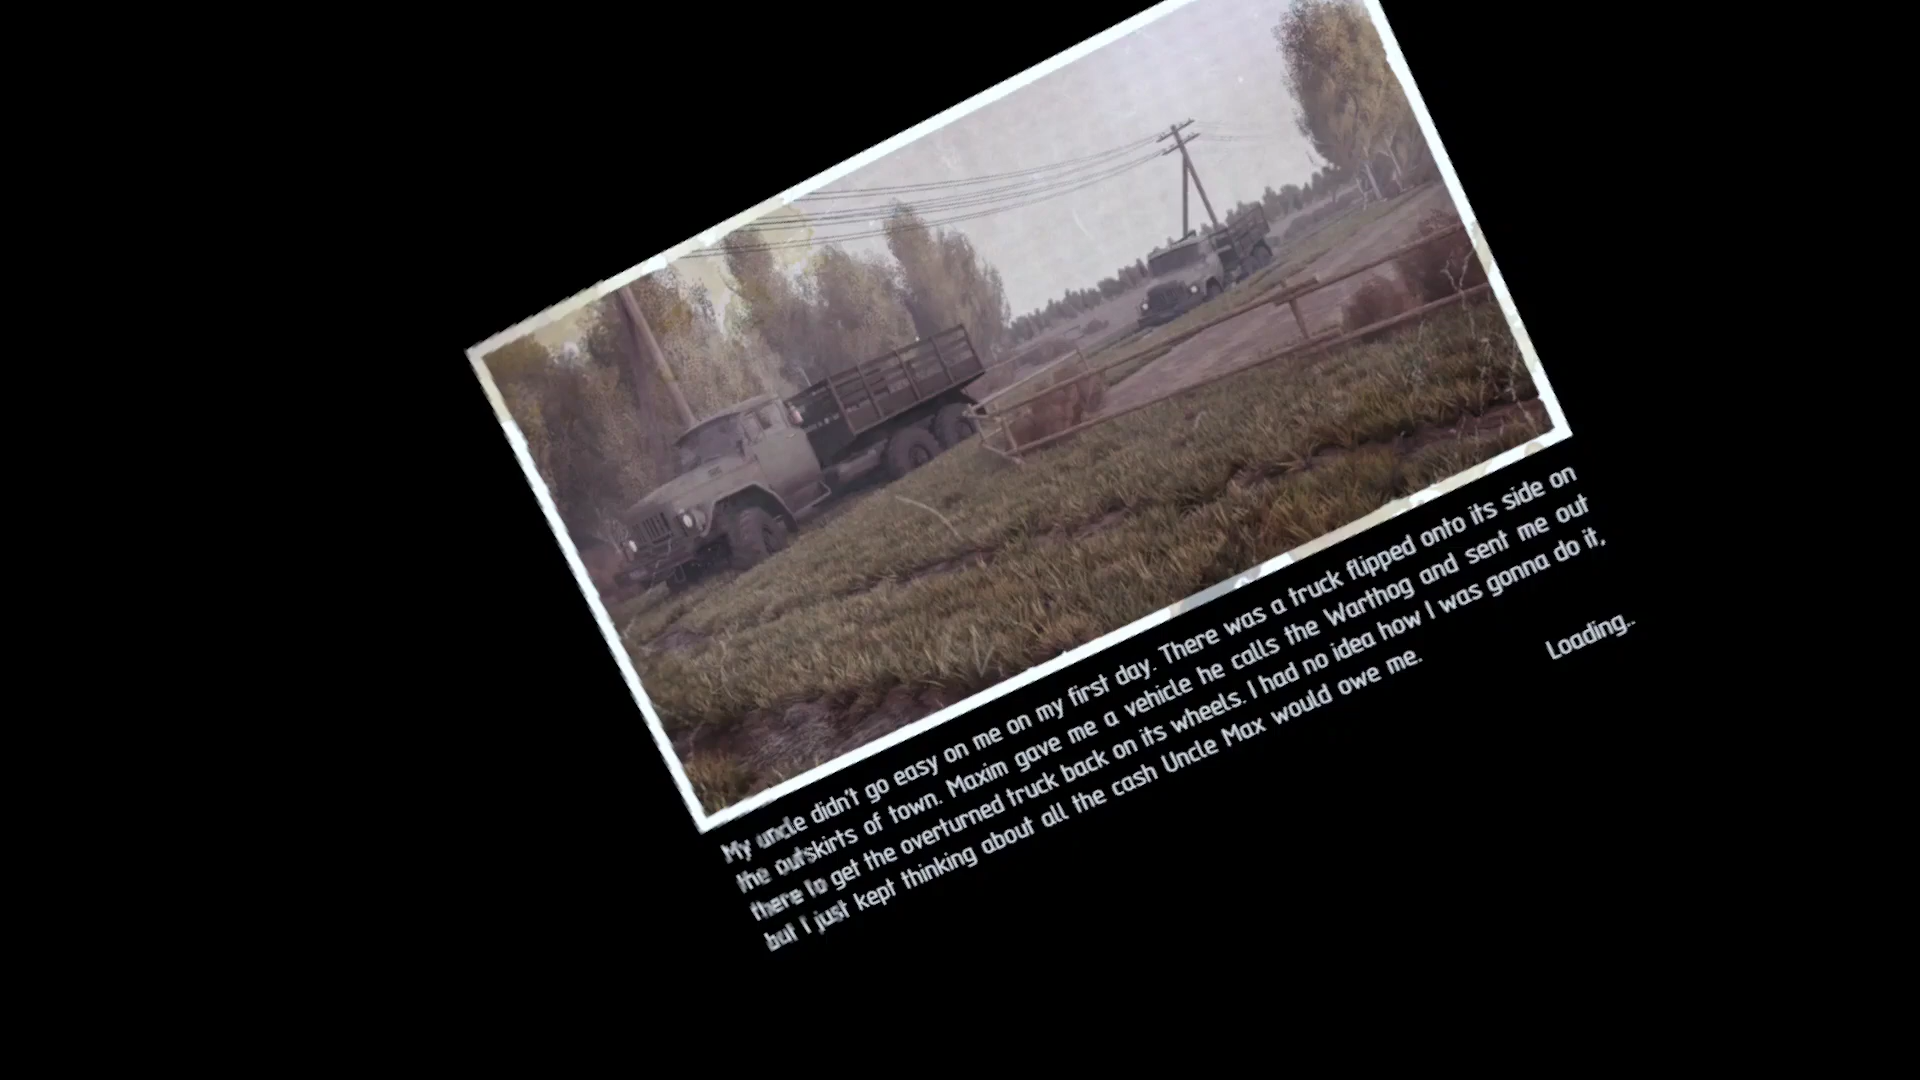 My uncle didn't go easy on me on my first day. There was a truck flipped onto its side on
the outskirts of town. Maxim gave me a vehicle he calls the Warthog and sent me out
there to get the overturned truck back on its wheels. I had no idea how I was gonna do it,
but I just kept thinking about all the cash Uncle Max would owe me.
Loading..